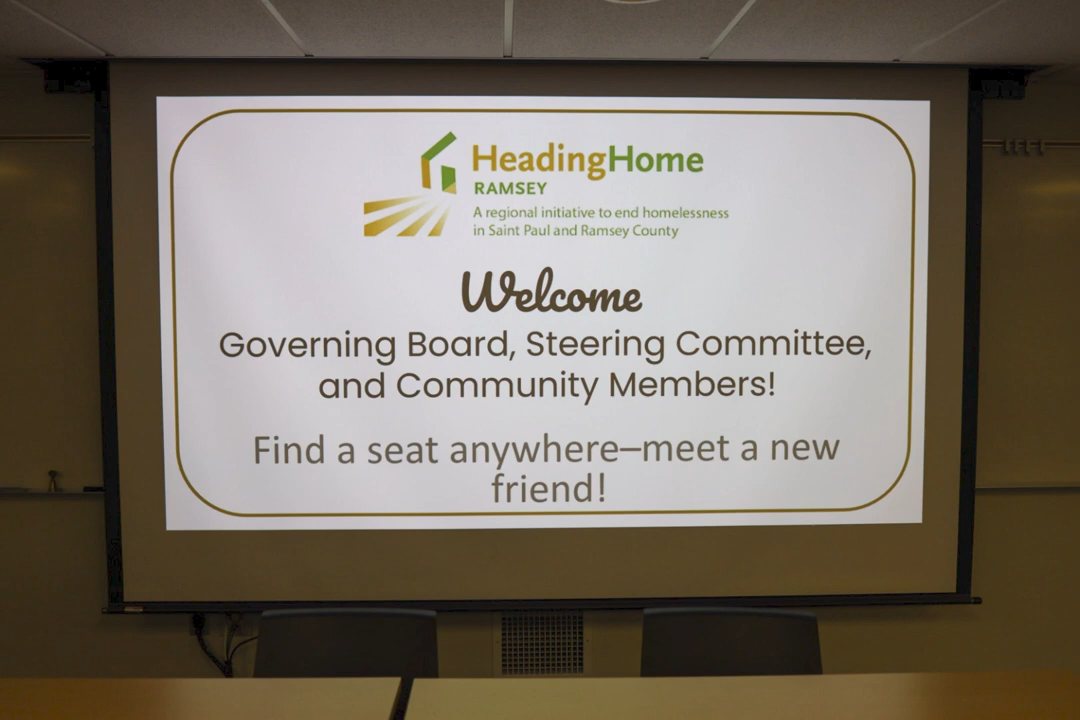 HeadingHome
RAMSEY
A regional initiative to end homelessness
in Saint Paul and Ramsey County
Welcome
Governing Board, Steering Committee,
and Community Members!
Find a seat anywhere–meet a new
friend!